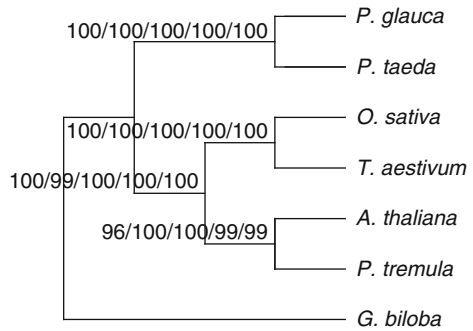 100/100/100/100/100
P. glauca
P. taeda
100/100/100/100/100
O. sativa
T. aestivum
100/99/100/100/100
96/100/100/99/99
A. thaliana
P. tremula
G. biloba